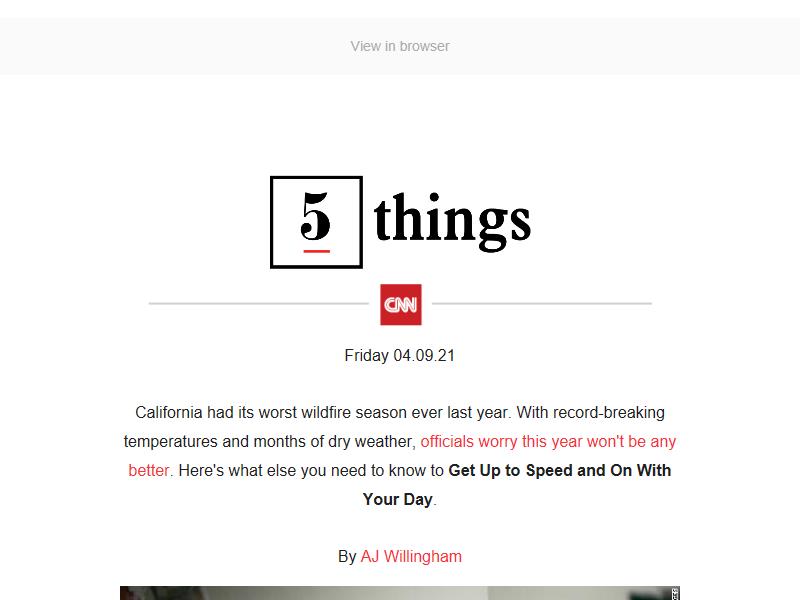 View in browser
5 things
CNN
Friday 04.09.21
California had its worst wildfire season ever last year. With record-breaking
temperatures and months of dry weather, officials worry this year won't be any
better. Here's what else you need to know to Get Up to Speed and On With
Your Day.
By AJ Willingham